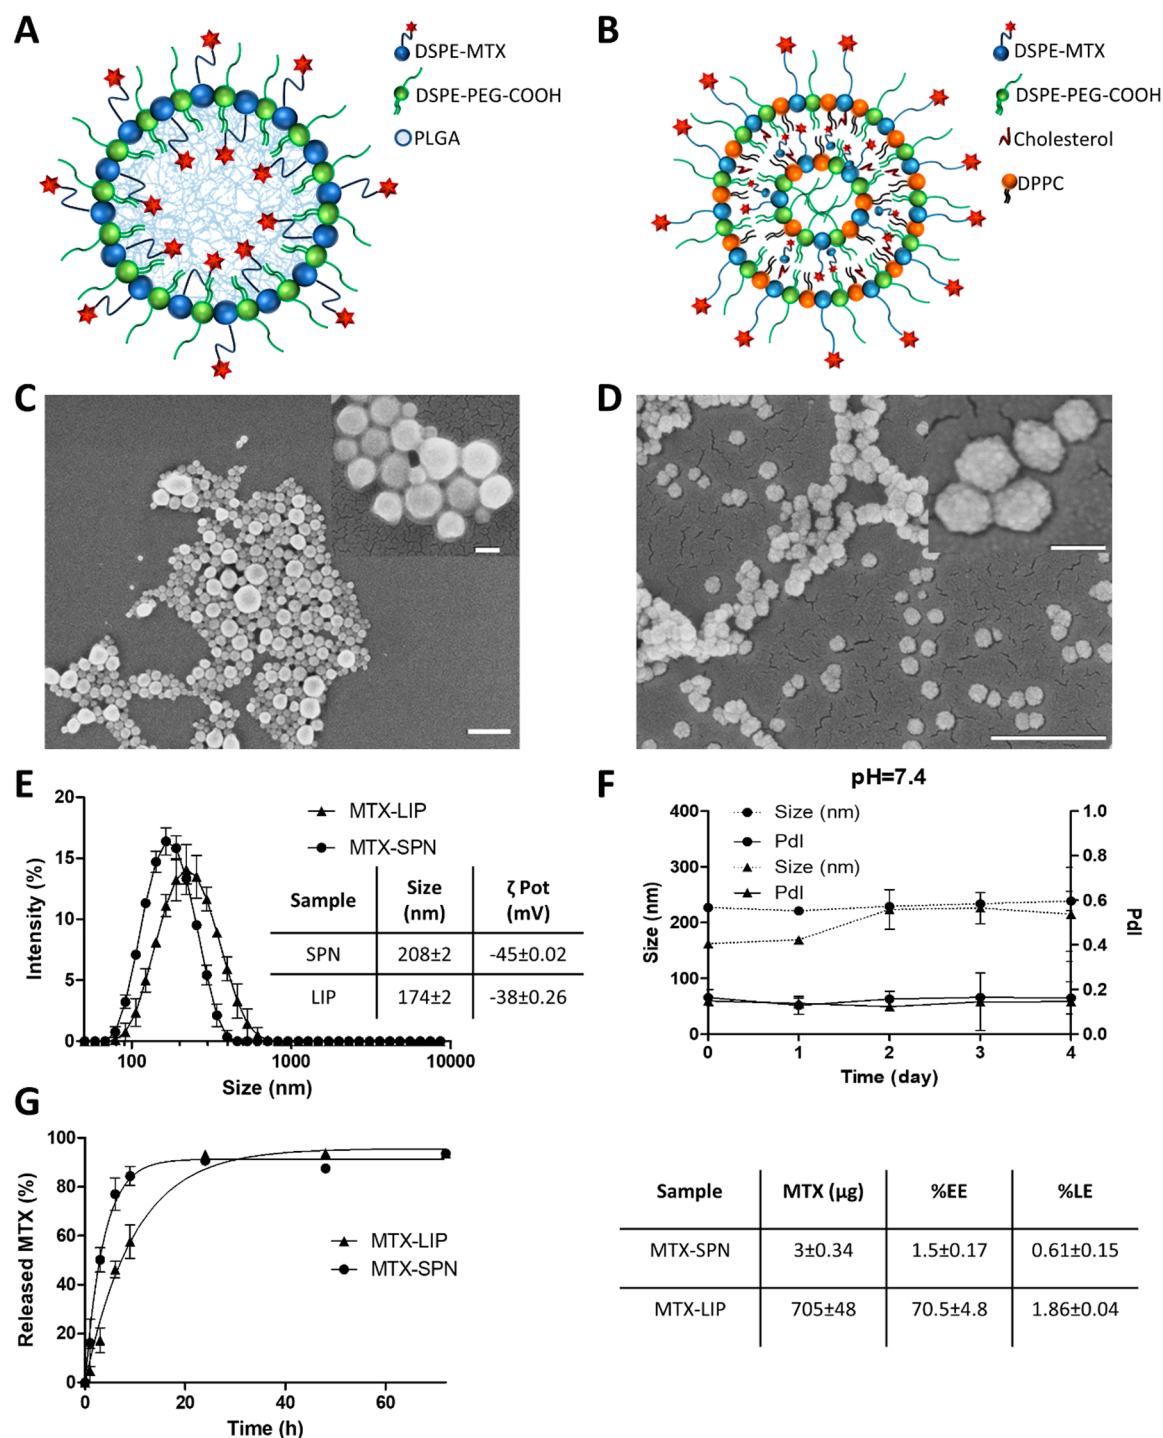 A
DSPE-MTX
DSPE-PEG-COOH
PLGA
B
DSPE-MTX
DSPE-PEG-COOH
Cholesterol
DPPC
C
D
E
20
15
10
5
0
Intensity (%)
100
1000
10000
Size (nm)
MTX-LIP
MTX-SPN
Sample
Size
(nm)
ζ Pot
(mV)
SPN
208±2
-45±0.02
LIP
174±2
-38±0.26
F
pH=7.4
400
300
200
100
0
Size (nm)
Size (nm)
PdI
Size (nm)
PdI
1.0
0.8
0.6
0.4
0.2
0.0
PdI
0
1
2
3
4
Time (day)
G
100
80
60
40
20
0
Released MTX (%)
MTX-LIP
MTX-SPN
0
20
40
60
Time (h)
Sample
MTX (µg)
%EE
%LE
MTX-SPN
3±0.34
1.5±0.17
0.61±0.15
MTX-LIP
705±48
70.5±4.8
1.86±0.04